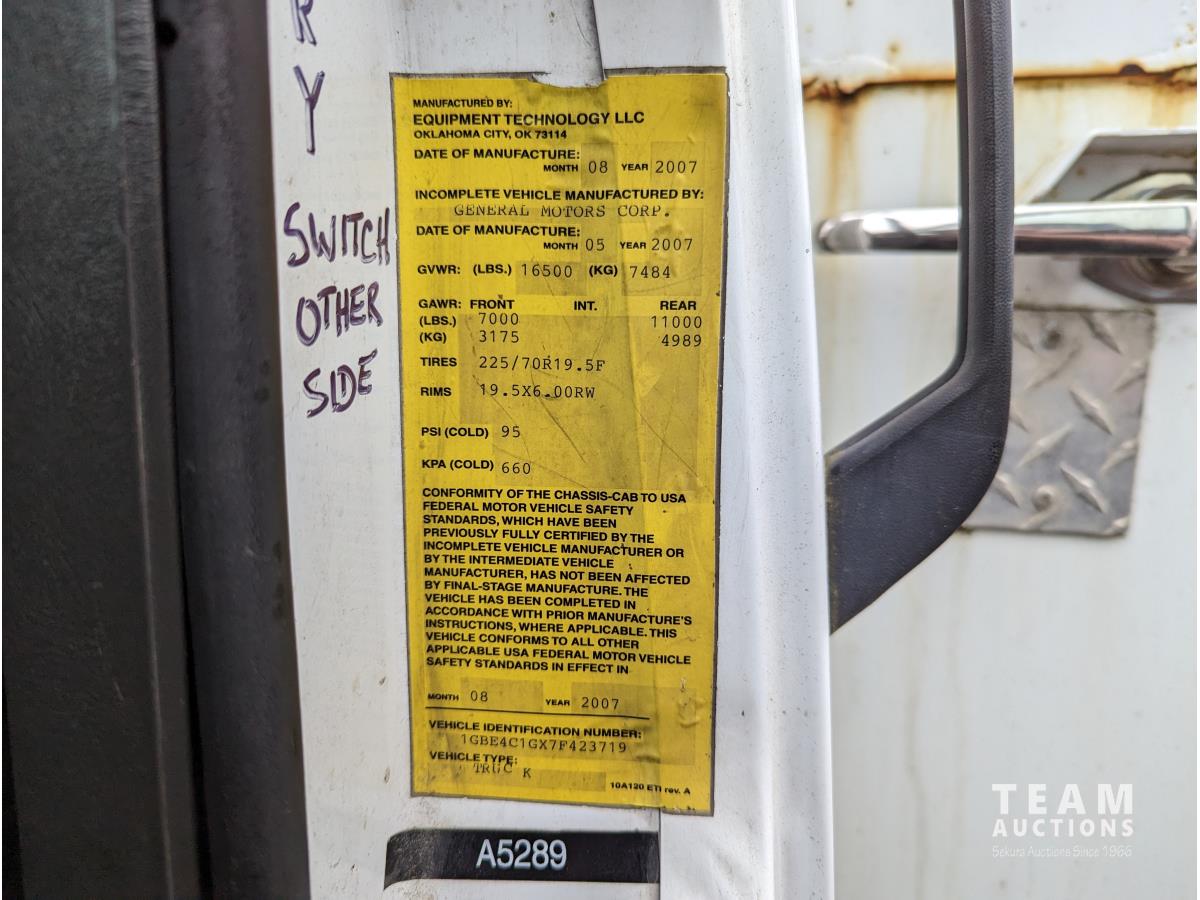 RY
SWITCH
OTHER
SIDE
MANUFACTURED BY:
EQUIPMENT TECHNOLOGY LLC
OKLAHOMA CITY, OK 73114
DATE OF MANUFACTURE:
MONTH 08 YEAR 2007
INCOMPLETE VEHICLE MANUFACTURED BY:
GENERAL MOTORS CORP.
DATE OF MANUFACTURE:
MONTH 05 YEAR 2007
GVWR: (LBS.) 16500 (KG) 7484
GAWR: FRONT INT. REAR
(LBS.) 7000 11000
(KG) 3175 4989
TIRES 225/70R19.5F
RIMS 19.5X6.00RW
PSI (COLD) 95
KPA (COLD) 660
CONFORMITY OF THE CHASSIS-CAB TO USA
FEDERAL MOTOR VEHICLE SAFETY
STANDARDS, WHICH HAVE BEEN
PREVIOUSLY FULLY CERTIFIED BY THE
INCOMPLETE VEHICLE MANUFACTURER OR
BY THE INTERMEDIATE VEHICLE
MANUFACTURER, HAS NOT BEEN AFFECTED
BY FINAL-STAGE MANUFACTURE. THE
VEHICLE HAS BEEN COMPLETED IN
ACCORDANCE WITH PRIOR MANUFACTURE'S
INSTRUCTIONS, WHERE APPLICABLE. THIS
VEHICLE CONFORMS TO ALL OTHER
APPLICABLE USA FEDERAL MOTOR VEHICLE
SAFETY STANDARDS IN EFFECT IN
MONTH 08 YEAR 2007
VEHICLE IDENTIFICATION NUMBER:
1GBE4C1GX7F423719
VEHICLE TYPE:
TRUCK
10A120 ETI rev. A
A5289
TEAM
AUCTIONS
Sekura Auctions Since 1966